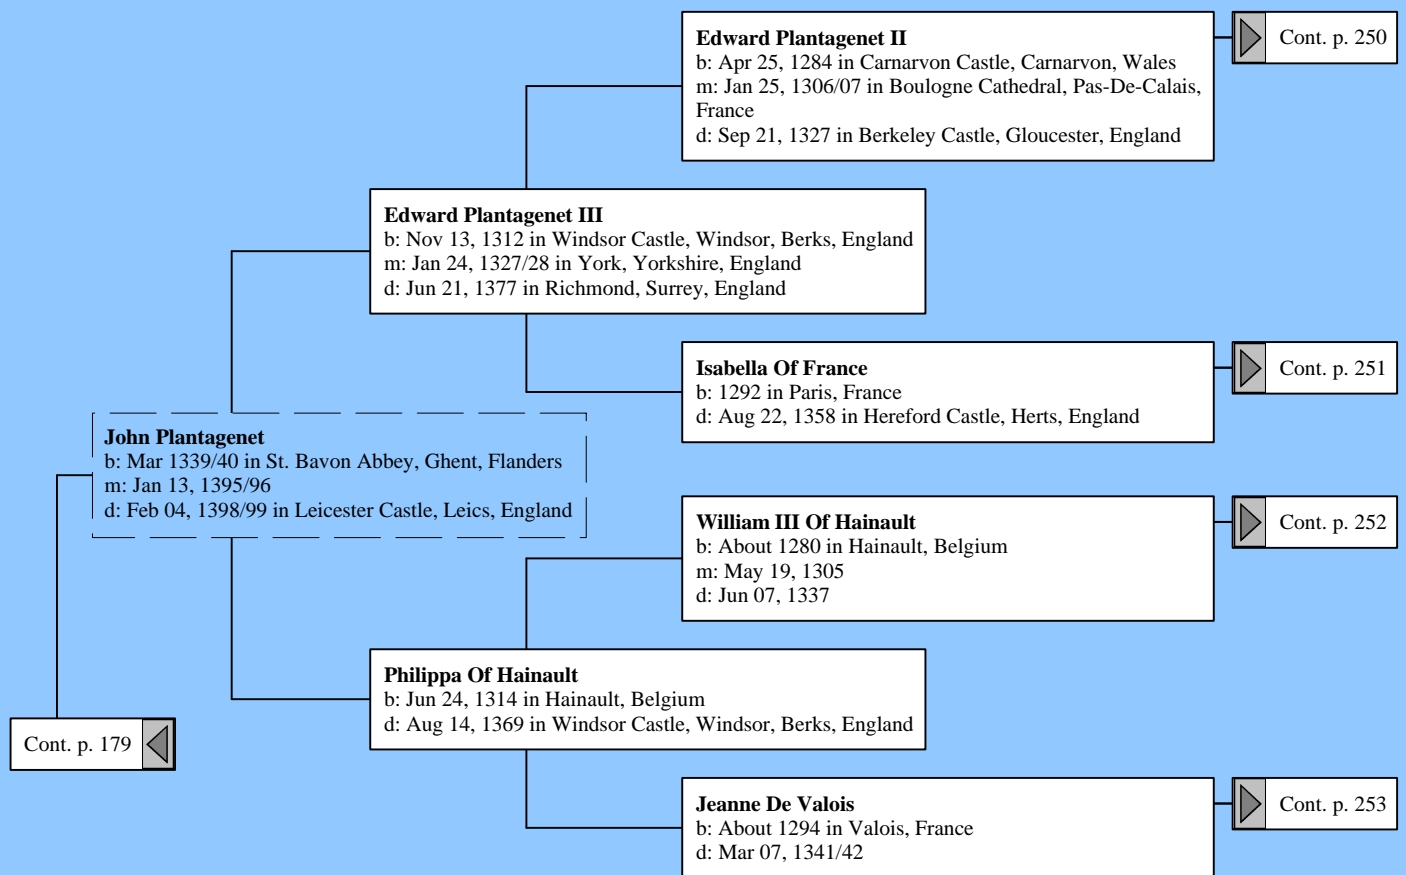 Edward Plantagenet II
b: Apr 25, 1284 in Carnarvon Castle, Carnarvon, Wales
m: Jan 25, 1306/07 in Boulogne Cathedral, Pas-De-Calais,
France
d: Sep 21, 1327 in Berkeley Castle, Gloucester, England
Cont. p. 250
Edward Plantagenet III
b: Nov 13, 1312 in Windsor Castle, Windsor, Berks, England
m: Jan 24, 1327/28 in York, Yorkshire, England
d: Jun 21, 1377 in Richmond, Surrey, England
Isabella Of France
b: 1292 in Paris, France
d: Aug 22, 1358 in Hereford Castle, Herts, England
Cont. p. 251
John Plantagenet
b: Mar 1339/40 in St. Bavon Abbey, Ghent, Flanders
m: Jan 13, 1395/96
d: Feb 04, 1398/99 in Leicester Castle, Leics, England
William III Of Hainault
b: About 1280 in Hainault, Belgium
m: May 19, 1305
d: Jun 07, 1337
Cont. p. 252
Philippa Of Hainault
b: Jun 24, 1314 in Hainault, Belgium
d: Aug 14, 1369 in Windsor Castle, Windsor, Berks, England
Cont. p. 179
Jeanne De Valois
b: About 1294 in Valois, France
d: Mar 07, 1341/42
Cont. p. 253